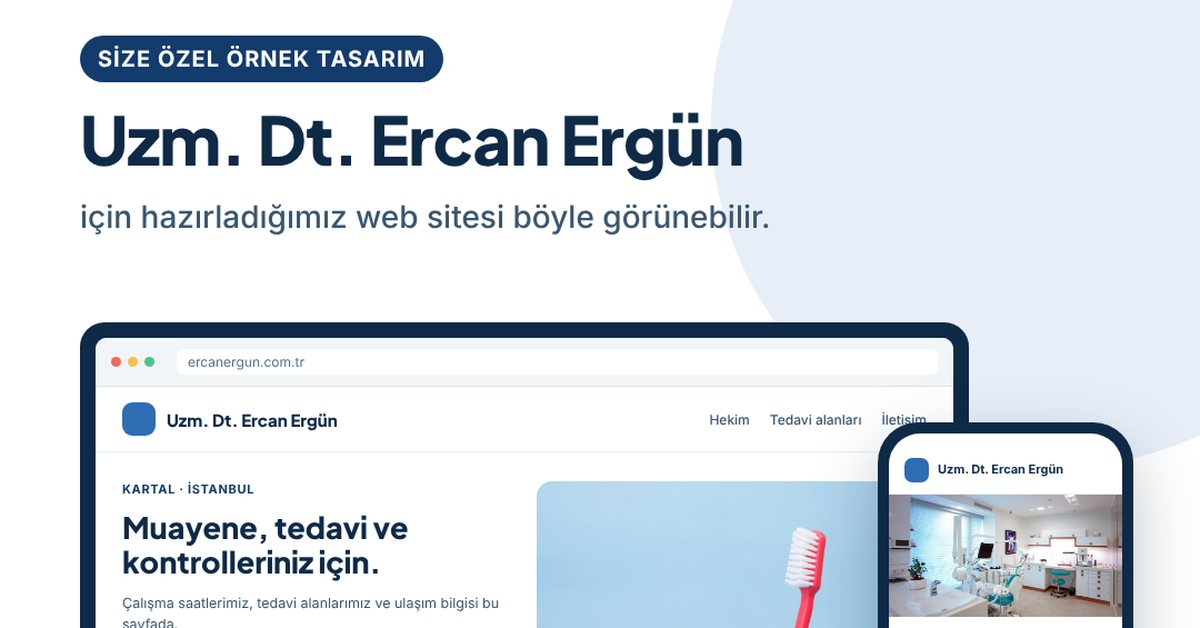 SİZE ÖZEL ÖRNEK TASARIM
Uzm. Dt. Ercan Ergün
için hazırladığımız web sitesi böyle görünebilir.
ercanergun.com.tr
Uzm. Dt. Ercan Ergün
Hekim Tedavi alanları İletişim
Uzm. Dt. Ercan Ergün
KARTAL · İSTANBUL
Muayene, tedavi ve
kontrolleriniz için.
Çalışma saatlerimiz, tedavi alanlarımız ve ulaşım bilgisi bu
sayfada.